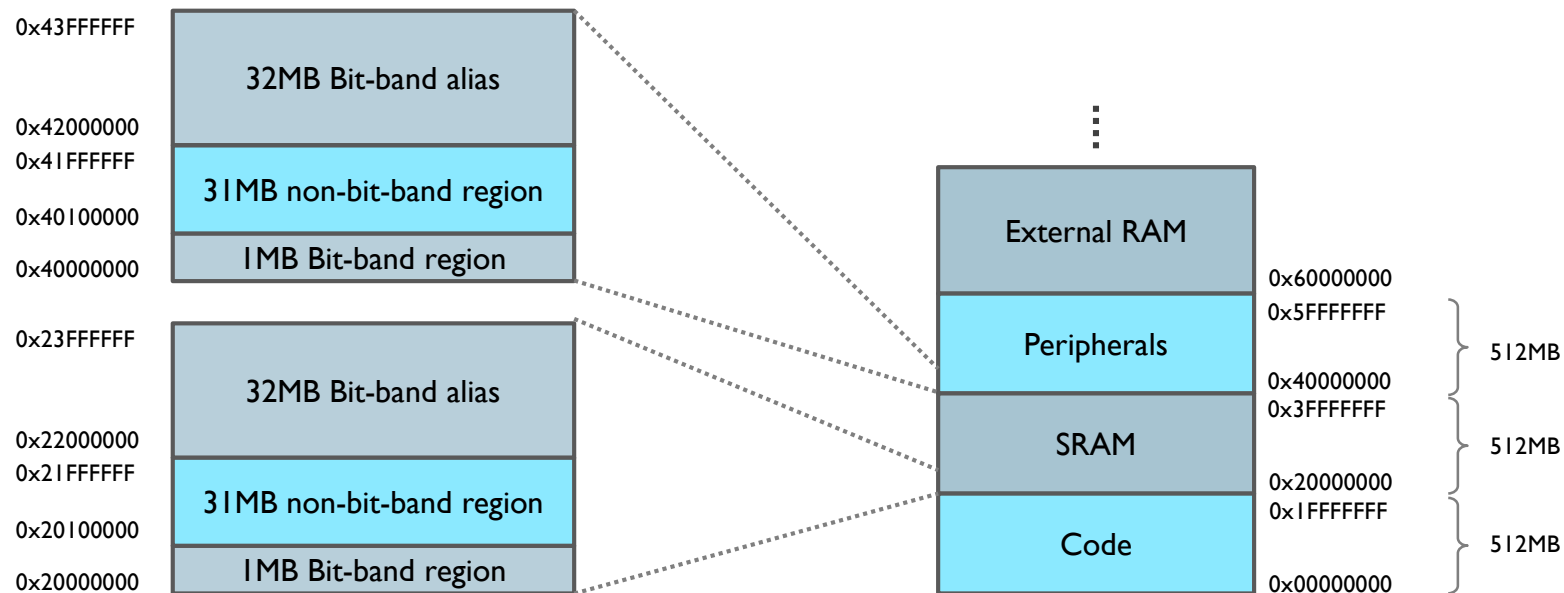 0x43FFFFFF
32MB Bit-band alias
0x42000000
0x41FFFFFF
31MB non-bit-band region
0x40100000
1MB Bit-band region
0x40000000
0x23FFFFFF
32MB Bit-band alias
0x22000000
0x21FFFFFF
31MB non-bit-band region
0x20100000
1MB Bit-band region
0x20000000
External RAM
0x60000000
0x5FFFFFFF
Peripherals
512MB
0x40000000
0x3FFFFFFF
SRAM
512MB
0x20000000
0x1FFFFFFF
Code
512MB
0x00000000